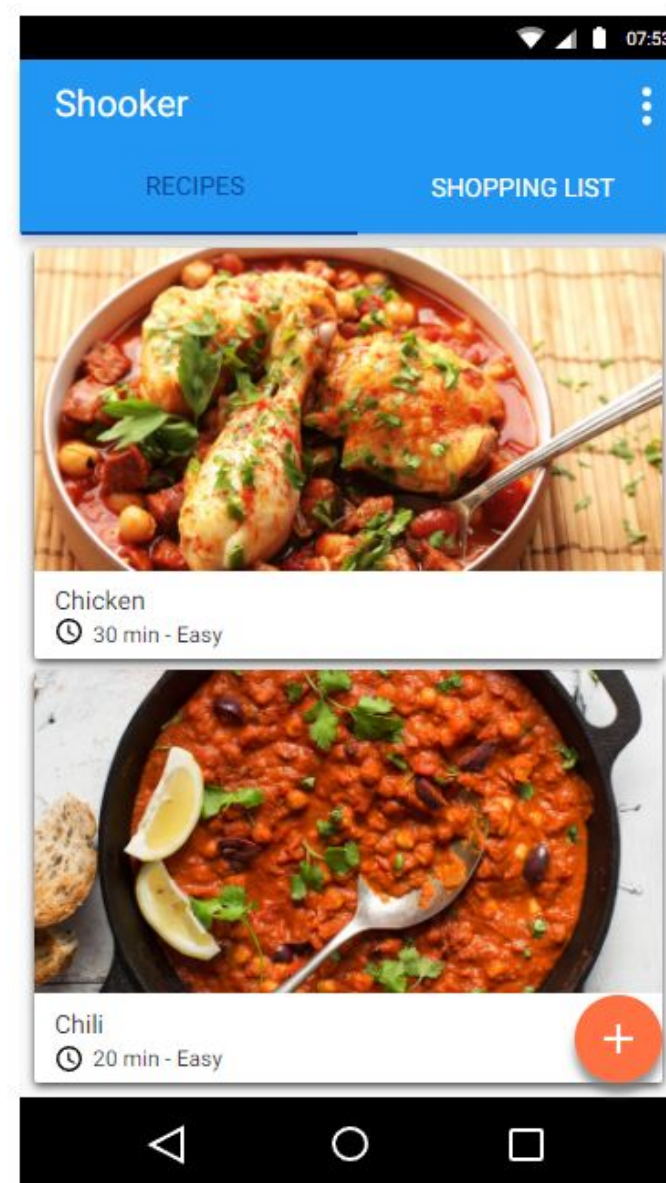 07:53
Shooker
RECIPES SHOPPING LIST
Chicken
30 min - Easy
Chili
20 min - Easy